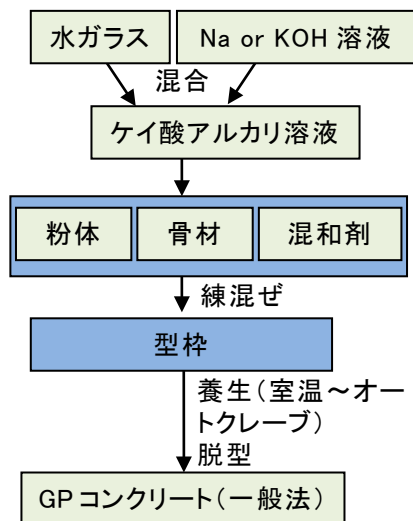 水ガラス
Na or KOH 溶液
混合
ケイ酸アルカリ溶液
粉体
骨材
混和剤
練混ぜ
型枠
養生(室温～オー
トクレーブ)
脱型
GPコンクリート(一般法)